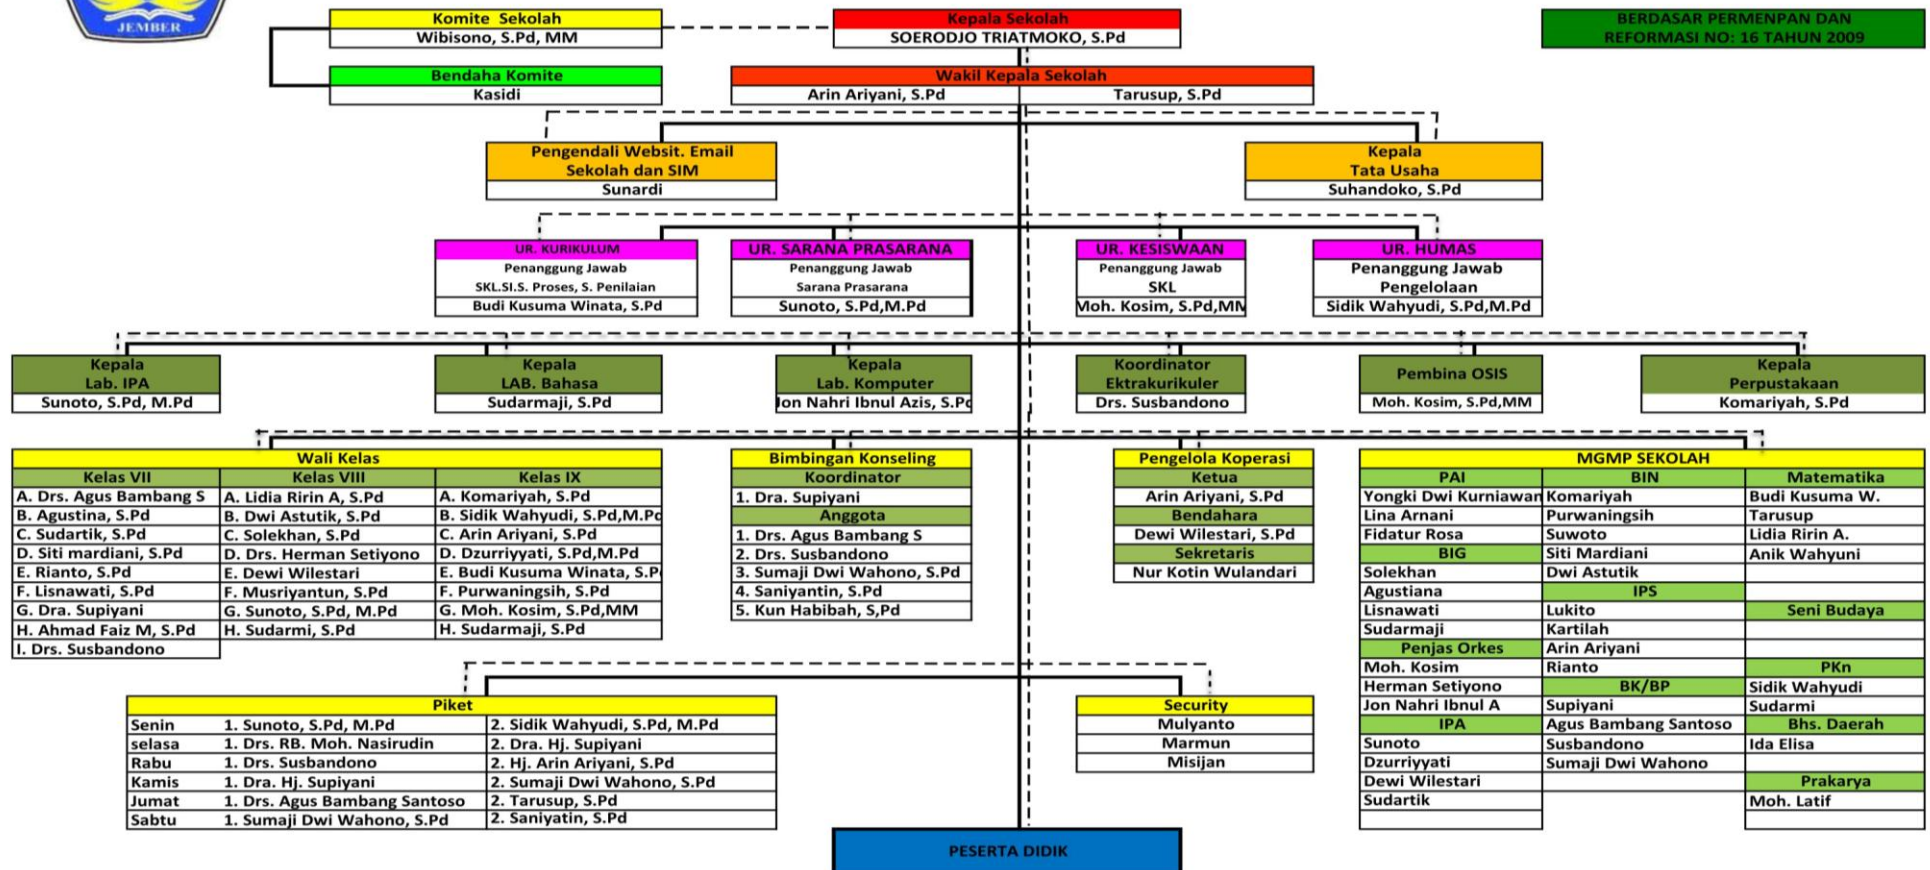 JEMBER
Komite Sekolah
Wibisono, S.Pd, MM
Kepala Sekolah
SOERODJO TRIATMOKO, S.Pd
BERDASAR PERMENPAN DAN
REFORMASI NO: 16 TAHUN 2009
Bendaha Komite
Kasidi
Wakil Kepala Sekolah
Arin Ariyani, S.Pd
Tarusup, S.Pd
Pengendali Websit. Email
Sekolah dan SIM
Sunardi
Kepala
Tata Usaha
Suhandoko, S.Pd
UR. KURIKULUM
Penanggung Jawab
SKL.SI.S. Proses, S. Penilaian
Budi Kusuma Winata, S.Pd
UR. SARANA PRASARANA
Penanggung Jawab
Sarana Prasarana
Sunoto, S.Pd,M.Pd
UR. KESISWAAN
Penanggung Jawab
SKL
Moh. Kosim, S.Pd,MM
UR. HUMAS
Penanggung Jawab
Pengelolaan
Sidik Wahyudi, S.Pd,M.Pd
Kepala
Lab. IPA
Sunoto, S.Pd, M.Pd
Kepala
LAB. Bahasa
Sudarmaji, S.Pd
Kepala
Lab. Komputer
Jon Nahri Ibnul Azis, S.Pd
Koordinator
Ektrakurikuler
Drs. Susbandono
Pembina OSIS
Moh. Kosim, S.Pd,MM
Kepala
Perpustakaan
Komariyah, S.Pd
Wali Kelas
Kelas VII
A. Drs. Agus Bambang S
B. Agustina, S.Pd
C. Sudartik, S.Pd
D. Siti mardiani, S.Pd
E. Rianto, S.Pd
F. Lisnawati, S.Pd
G. Dra. Supiyani
H. Ahmad Faiz M, S.Pd
I. Drs. Susbandono
Kelas VIII
A. Lidia Ririn A, S.Pd
B. Dwi Astutik, S.Pd
C. Solekhan, S.Pd
D. Drs. Herman Setiyono
E. Dewi Wilestari
F. Musriyantun, S.Pd
G. Sunoto, S.Pd, M.Pd
H. Sudarmi, S.Pd
Kelas IX
A. Komariyah, S.Pd
B. Sidik Wahyudi, S.Pd,M.Pd
C. Arin Ariyani, S.Pd
D. Dzurriyyati, S.Pd,M.Pd
E. Budi Kusuma Winata, S.P
F. Purwaningsih, S.Pd
G. Moh. Kosim, S.Pd,MM
H. Sudarmaji, S.Pd
Bimbingan Konseling
Koordinator
1. Dra. Supiyani
Anggota
1. Drs. Agus Bambang S
2. Drs. Susbandono
3. Sumaji Dwi Wahono, S.Pd
4. Saniyantin, S.Pd
5. Kun Habibah, S,Pd
Pengelola Koperasi
Ketua
Arin Ariyani, S.Pd
Bendahara
Dewi Wilestari, S.Pd
Sekretaris
Nur Kotin Wulandari
MGMP SEKOLAH
PAI
Yongki Dwi Kurniawan
Lina Arnani
Fidatur Rosa
BIG
Solekhan
Agustiana
Lisnawati
Sudarmaji
Penjas Orkes
Moh. Kosim
Herman Setiyono
Jon Nahri Ibnul A
IPA
Sunoto
Dzurriyyati
Dewi Wilestari
Sudartik
BIN
Komariyah
Purwaningsih
Suwoto
Siti Mardiani
Dwi Astutik
IPS
Lukito
Kartilah
Arin Ariyani
Rianto
BK/BP
Supiyani
Agus Bambang Santoso
Susbandono
Sumaji Dwi Wahono
Matematika
Budi Kusuma W.
Tarusup
Lidia Ririn A.
Anik Wahyuni
Seni Budaya
PKn
Sidik Wahyudi
Sudarmi
Bhs. Daerah
Ida Elisa
Prakarya
Moh. Latif
Piket
Senin 1. Sunoto, S.Pd, M.Pd 2. Sidik Wahyudi, S.Pd, M.Pd
selasa 1. Drs. RB. Moh. Nasirudin 2. Dra. Hj. Supiyani
Rabu 1. Drs. Susbandono 2. Hj. Arin Ariyani, S.Pd
Kamis 1. Dra. Hj. Supiyani 2. Sumaji Dwi Wahono, S.Pd
Jumat 1. Drs. Agus Bambang Santoso 2. Tarusup, S.Pd
Sabtu 1. Sumaji Dwi Wahono, S.Pd 2. Saniyatin, S.Pd
Security
Mulyanto
Marmun
Misijan
PESERTA DIDIK